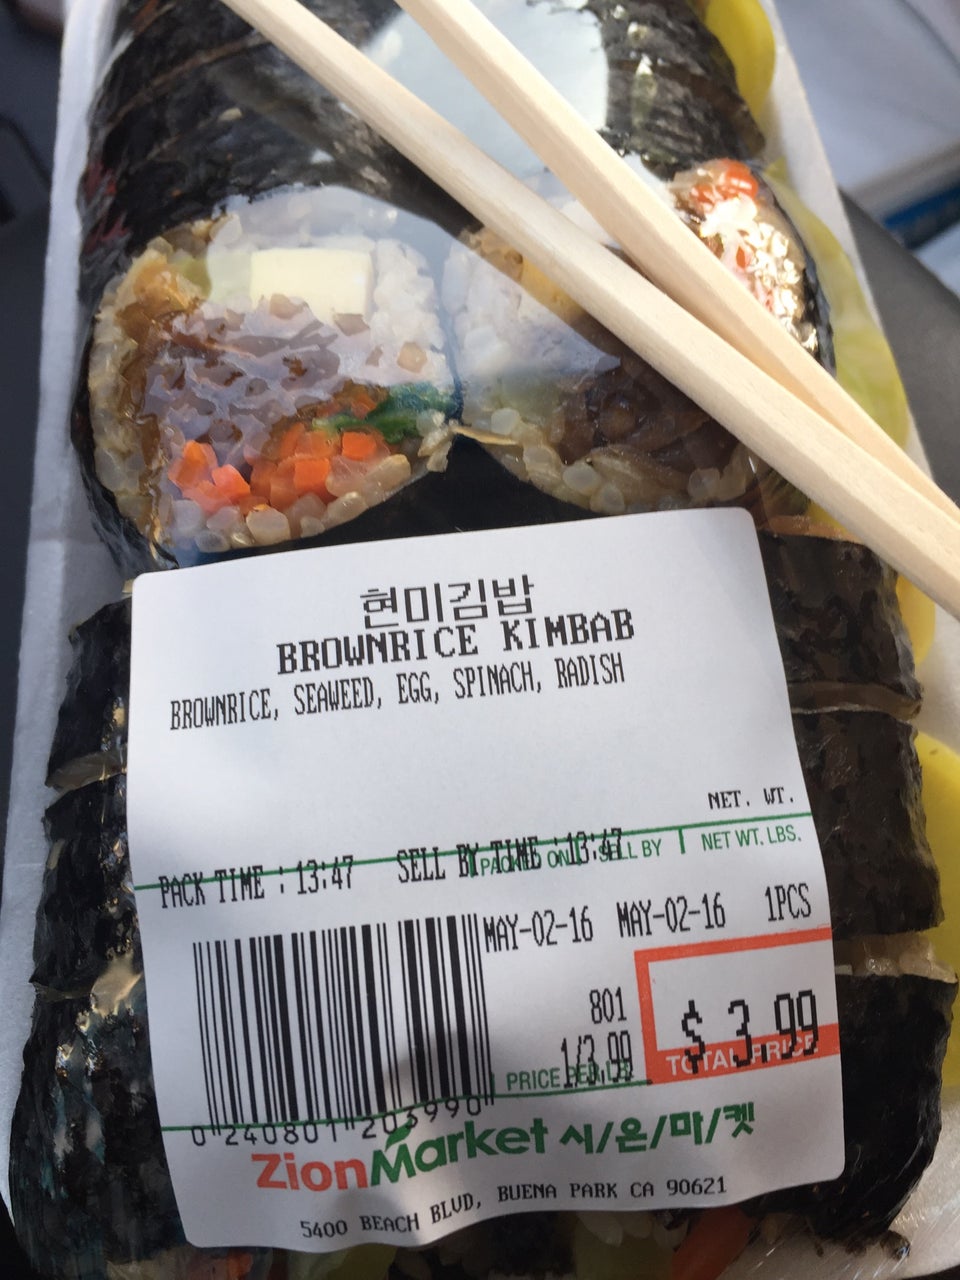 현미김밥
BROWNRICE KIMBAB
BROWNRICE, SEAWEED, EGG, SPINACH, RADISH
NET. WT.
PACKED ON SELL BY NET WT. LBS.
PACK TIME : 13:47 SELL BY TIME : 13:47
MAY-02-16 MAY-02-16 1PCS
801
1/3.99 $ 3.99
PRICE PER LB TOTAL PRICE
0 240801 203990
ZionMarket 시/온/마/켓
5400 BEACH BLVD, BUENA PARK CA 90621